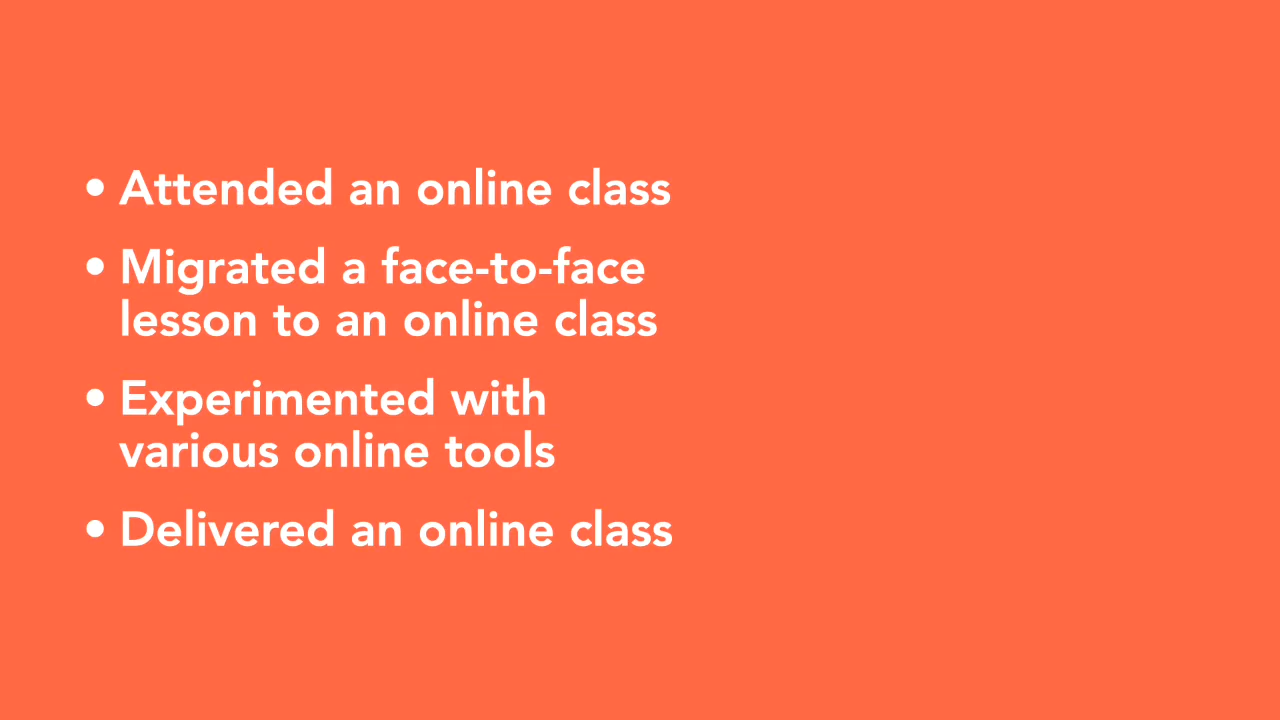 • Attended an online class
• Migrated a face-to-face
lesson to an online class
• Experimented with
various online tools
• Delivered an online class